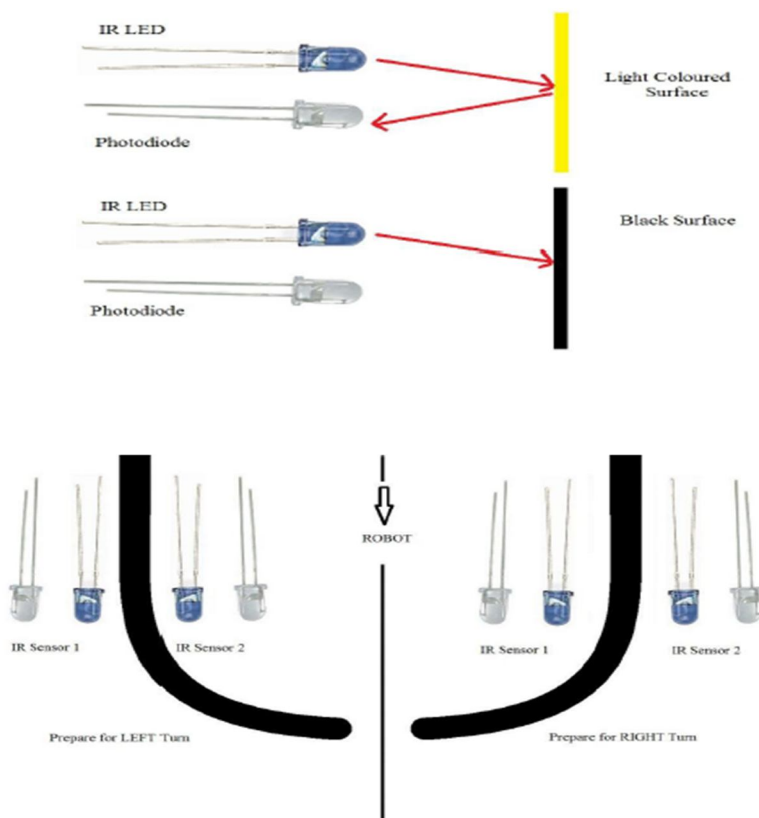 IR LED
Light Coloured
Surface
Photodiode
IR LED
Black Surface
Photodiode
ROBOT
IR Sensor 1
IR Sensor 2
IR Sensor 1
IR Sensor 2
Prepare for LEFT Turn
Prepare for RIGHT Turn